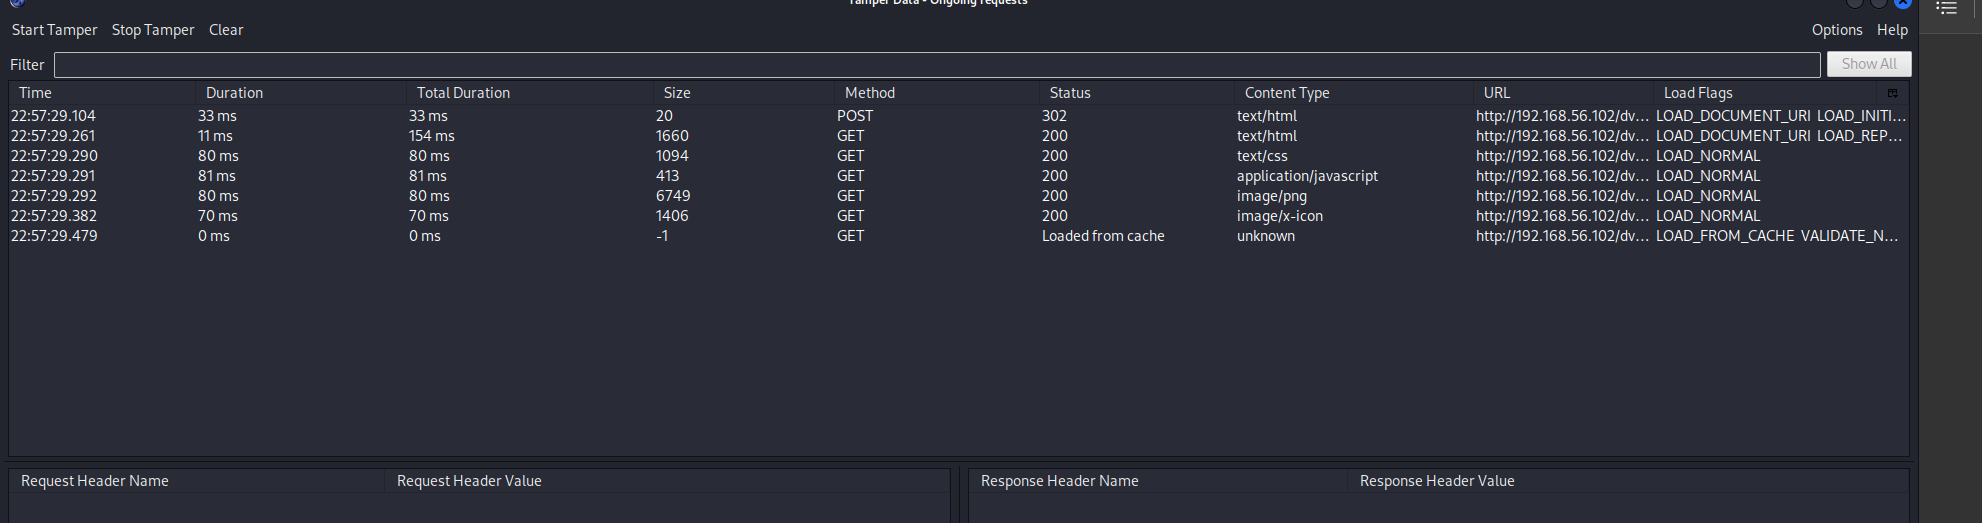 Tamper Data - Ongoing requests
Start Tamper Stop Tamper Clear Options Help
Filter Show All
Time Duration Total Duration Size Method Status Content Type URL Load Flags
22:57:29.104 33 ms 33 ms 20 POST 302 text/html http://192.168.56.102/dv... LOAD_DOCUMENT_URI LOAD_INITI...
22:57:29.261 11 ms 154 ms 1660 GET 200 text/html http://192.168.56.102/dv... LOAD_DOCUMENT_URI LOAD_REP...
22:57:29.290 80 ms 80 ms 1094 GET 200 text/css http://192.168.56.102/dv... LOAD_NORMAL
22:57:29.291 81 ms 81 ms 413 GET 200 application/javascript http://192.168.56.102/dv... LOAD_NORMAL
22:57:29.292 80 ms 80 ms 6749 GET 200 image/png http://192.168.56.102/dv... LOAD_NORMAL
22:57:29.382 70 ms 70 ms 1406 GET 200 image/x-icon http://192.168.56.102/dv... LOAD_NORMAL
22:57:29.479 0 ms 0 ms -1 GET Loaded from cache unknown http://192.168.56.102/dv... LOAD_FROM_CACHE VALIDATE_N...
Request Header Name Request Header Value Response Header Name Response Header Value